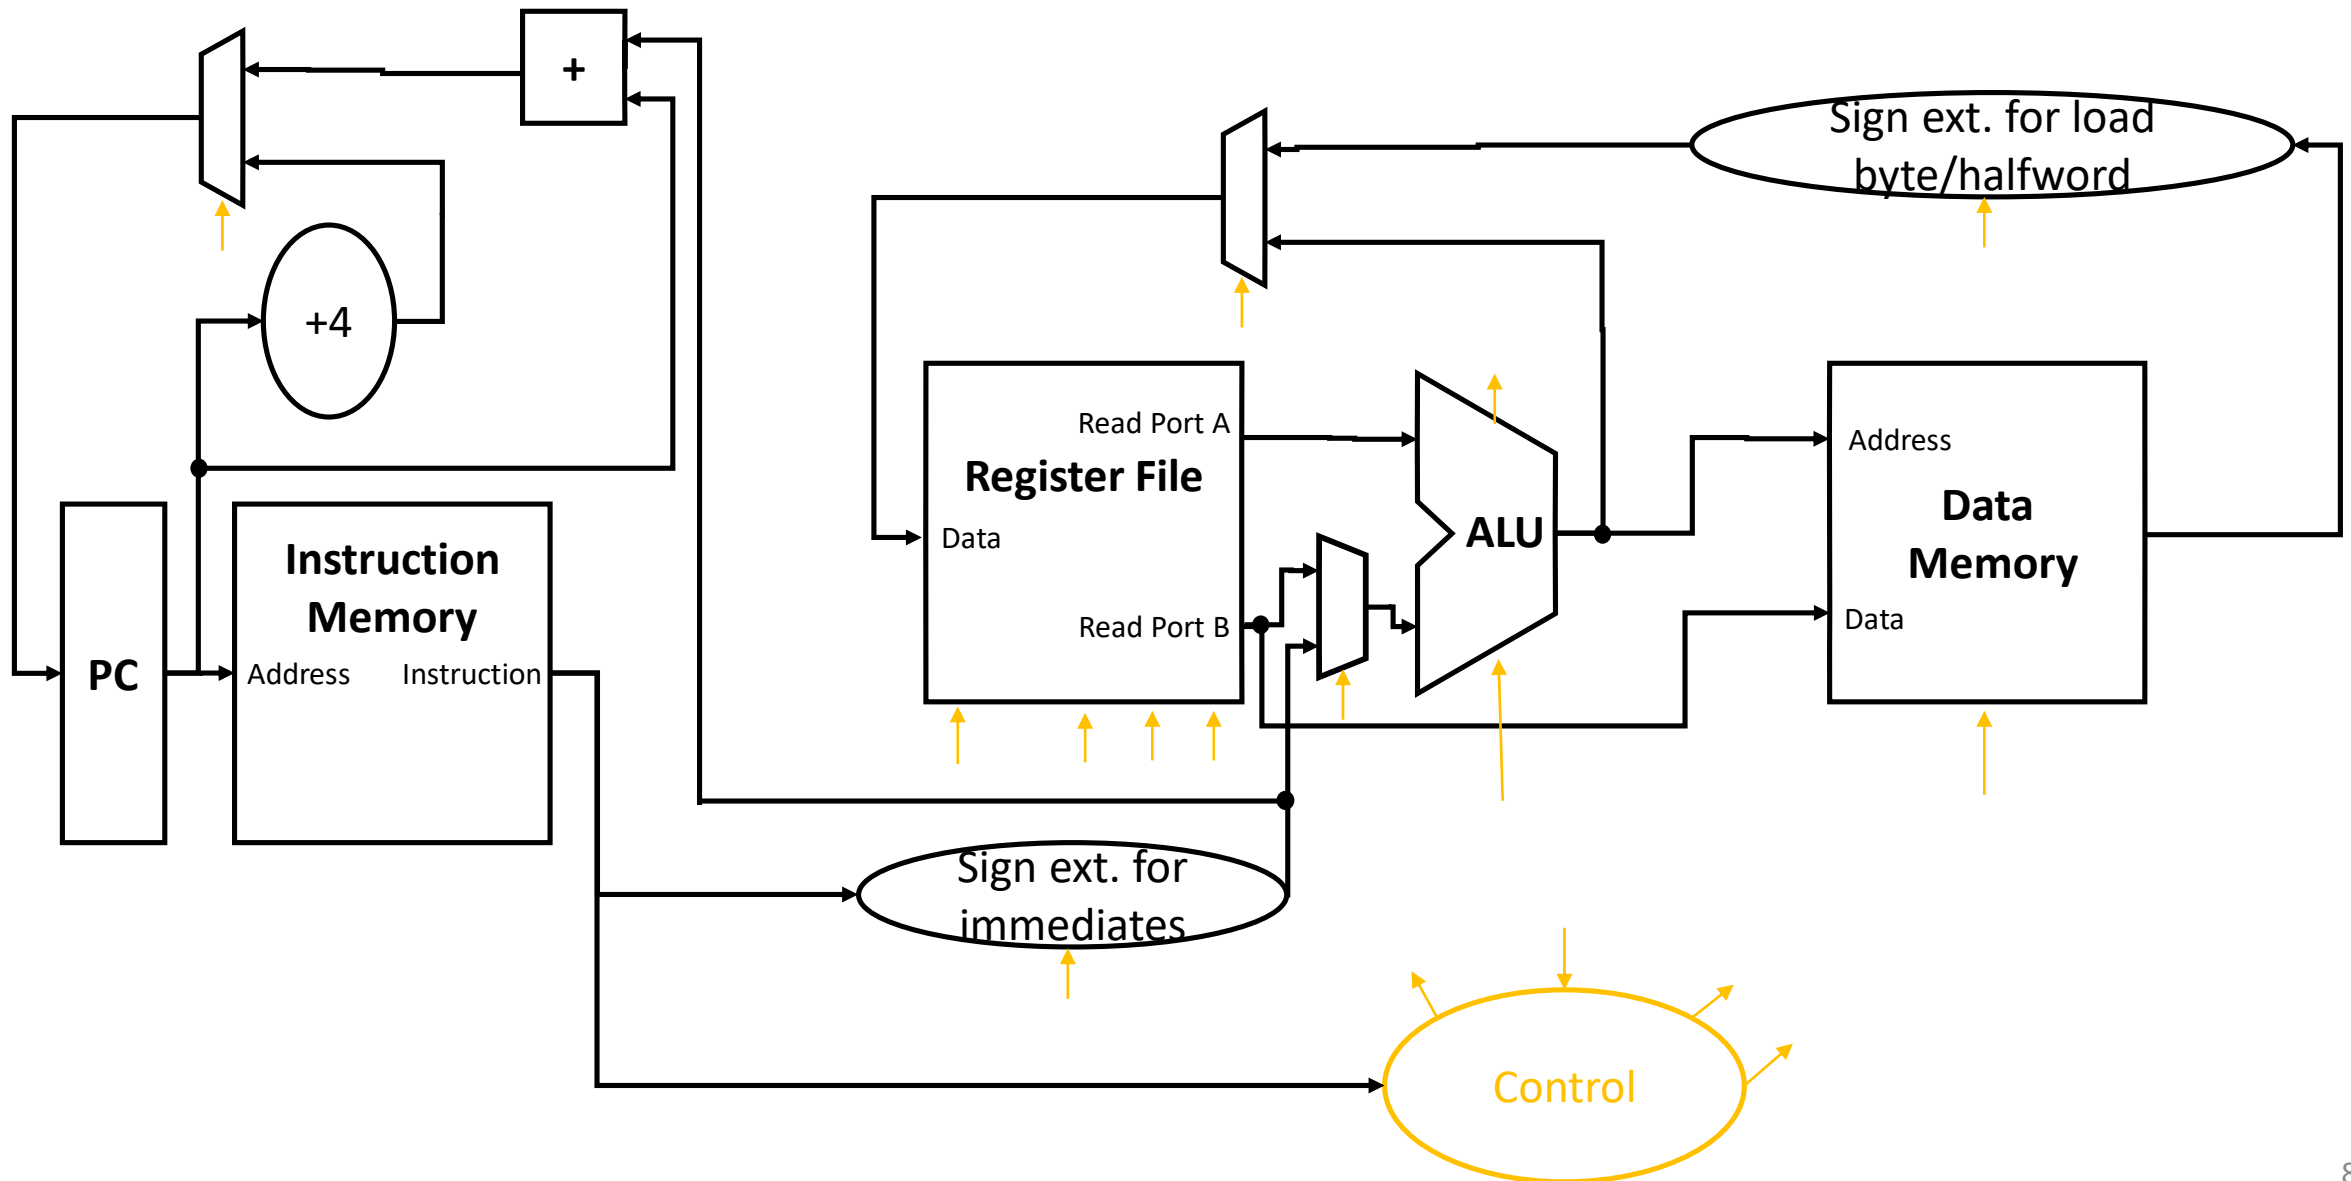 +
Sign ext. for load
byte/halfword
+4
Read Port A
Register File
Data
Read Port B
ALU
Address
Data
Memory
Data
PC
Instruction
Memory
Address Instruction
Sign ext. for
immediates
Control
8